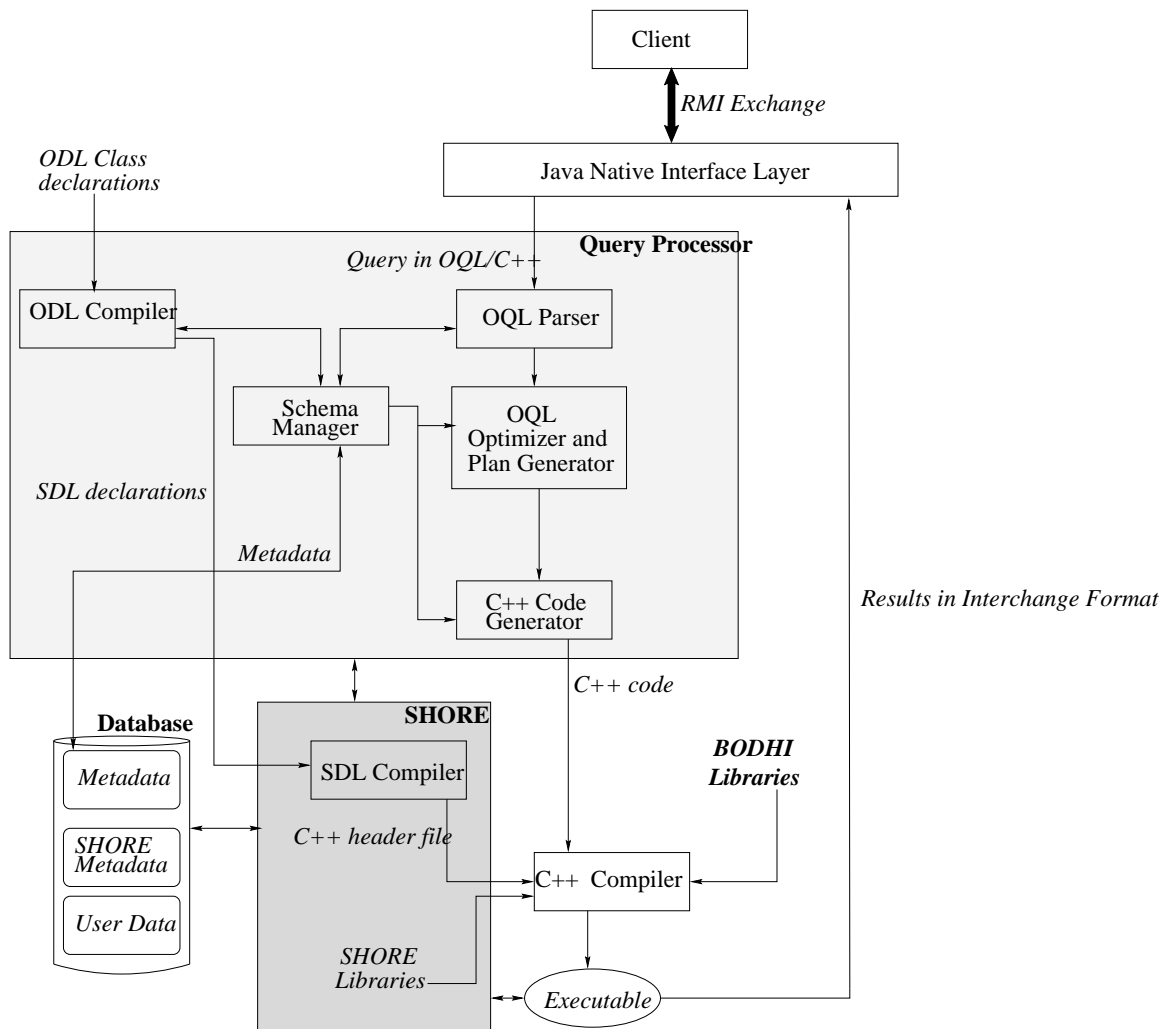 Client
RMI Exchange
ODL Class
declarations
Java Native Interface Layer
Query Processor
Query in OQL/C++
ODL Compiler
OQL Parser
Schema
Manager
OQL
Optimizer and
Plan Generator
SDL declarations
Metadata
C++ Code
Generator
Results in Interchange Format
C++ code
Database
SHORE
BODHI
Libraries
Metadata
SDL Compiler
C++ header file
SHORE
Metadata
C++ Compiler
User Data
SHORE
Libraries
Executable